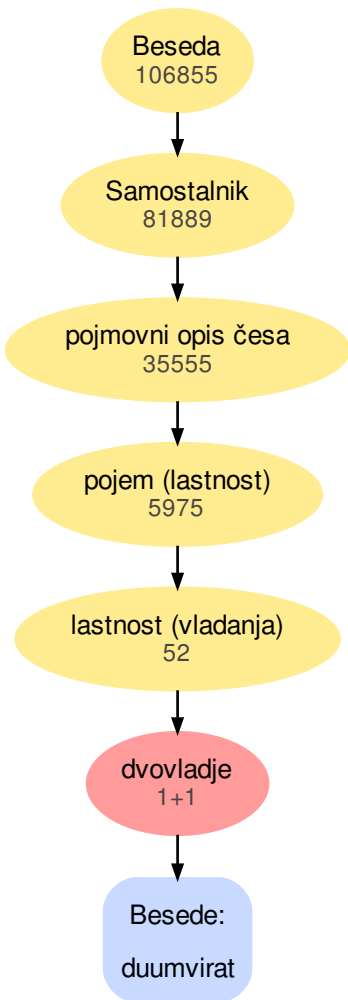 Beseda
106855
Samostalnik
81889
pojmovni opis česa
35555
pojem (lastnost)
5975
lastnost (vladanja)
52
dvovladje
1+1
Besede:
duumvirat